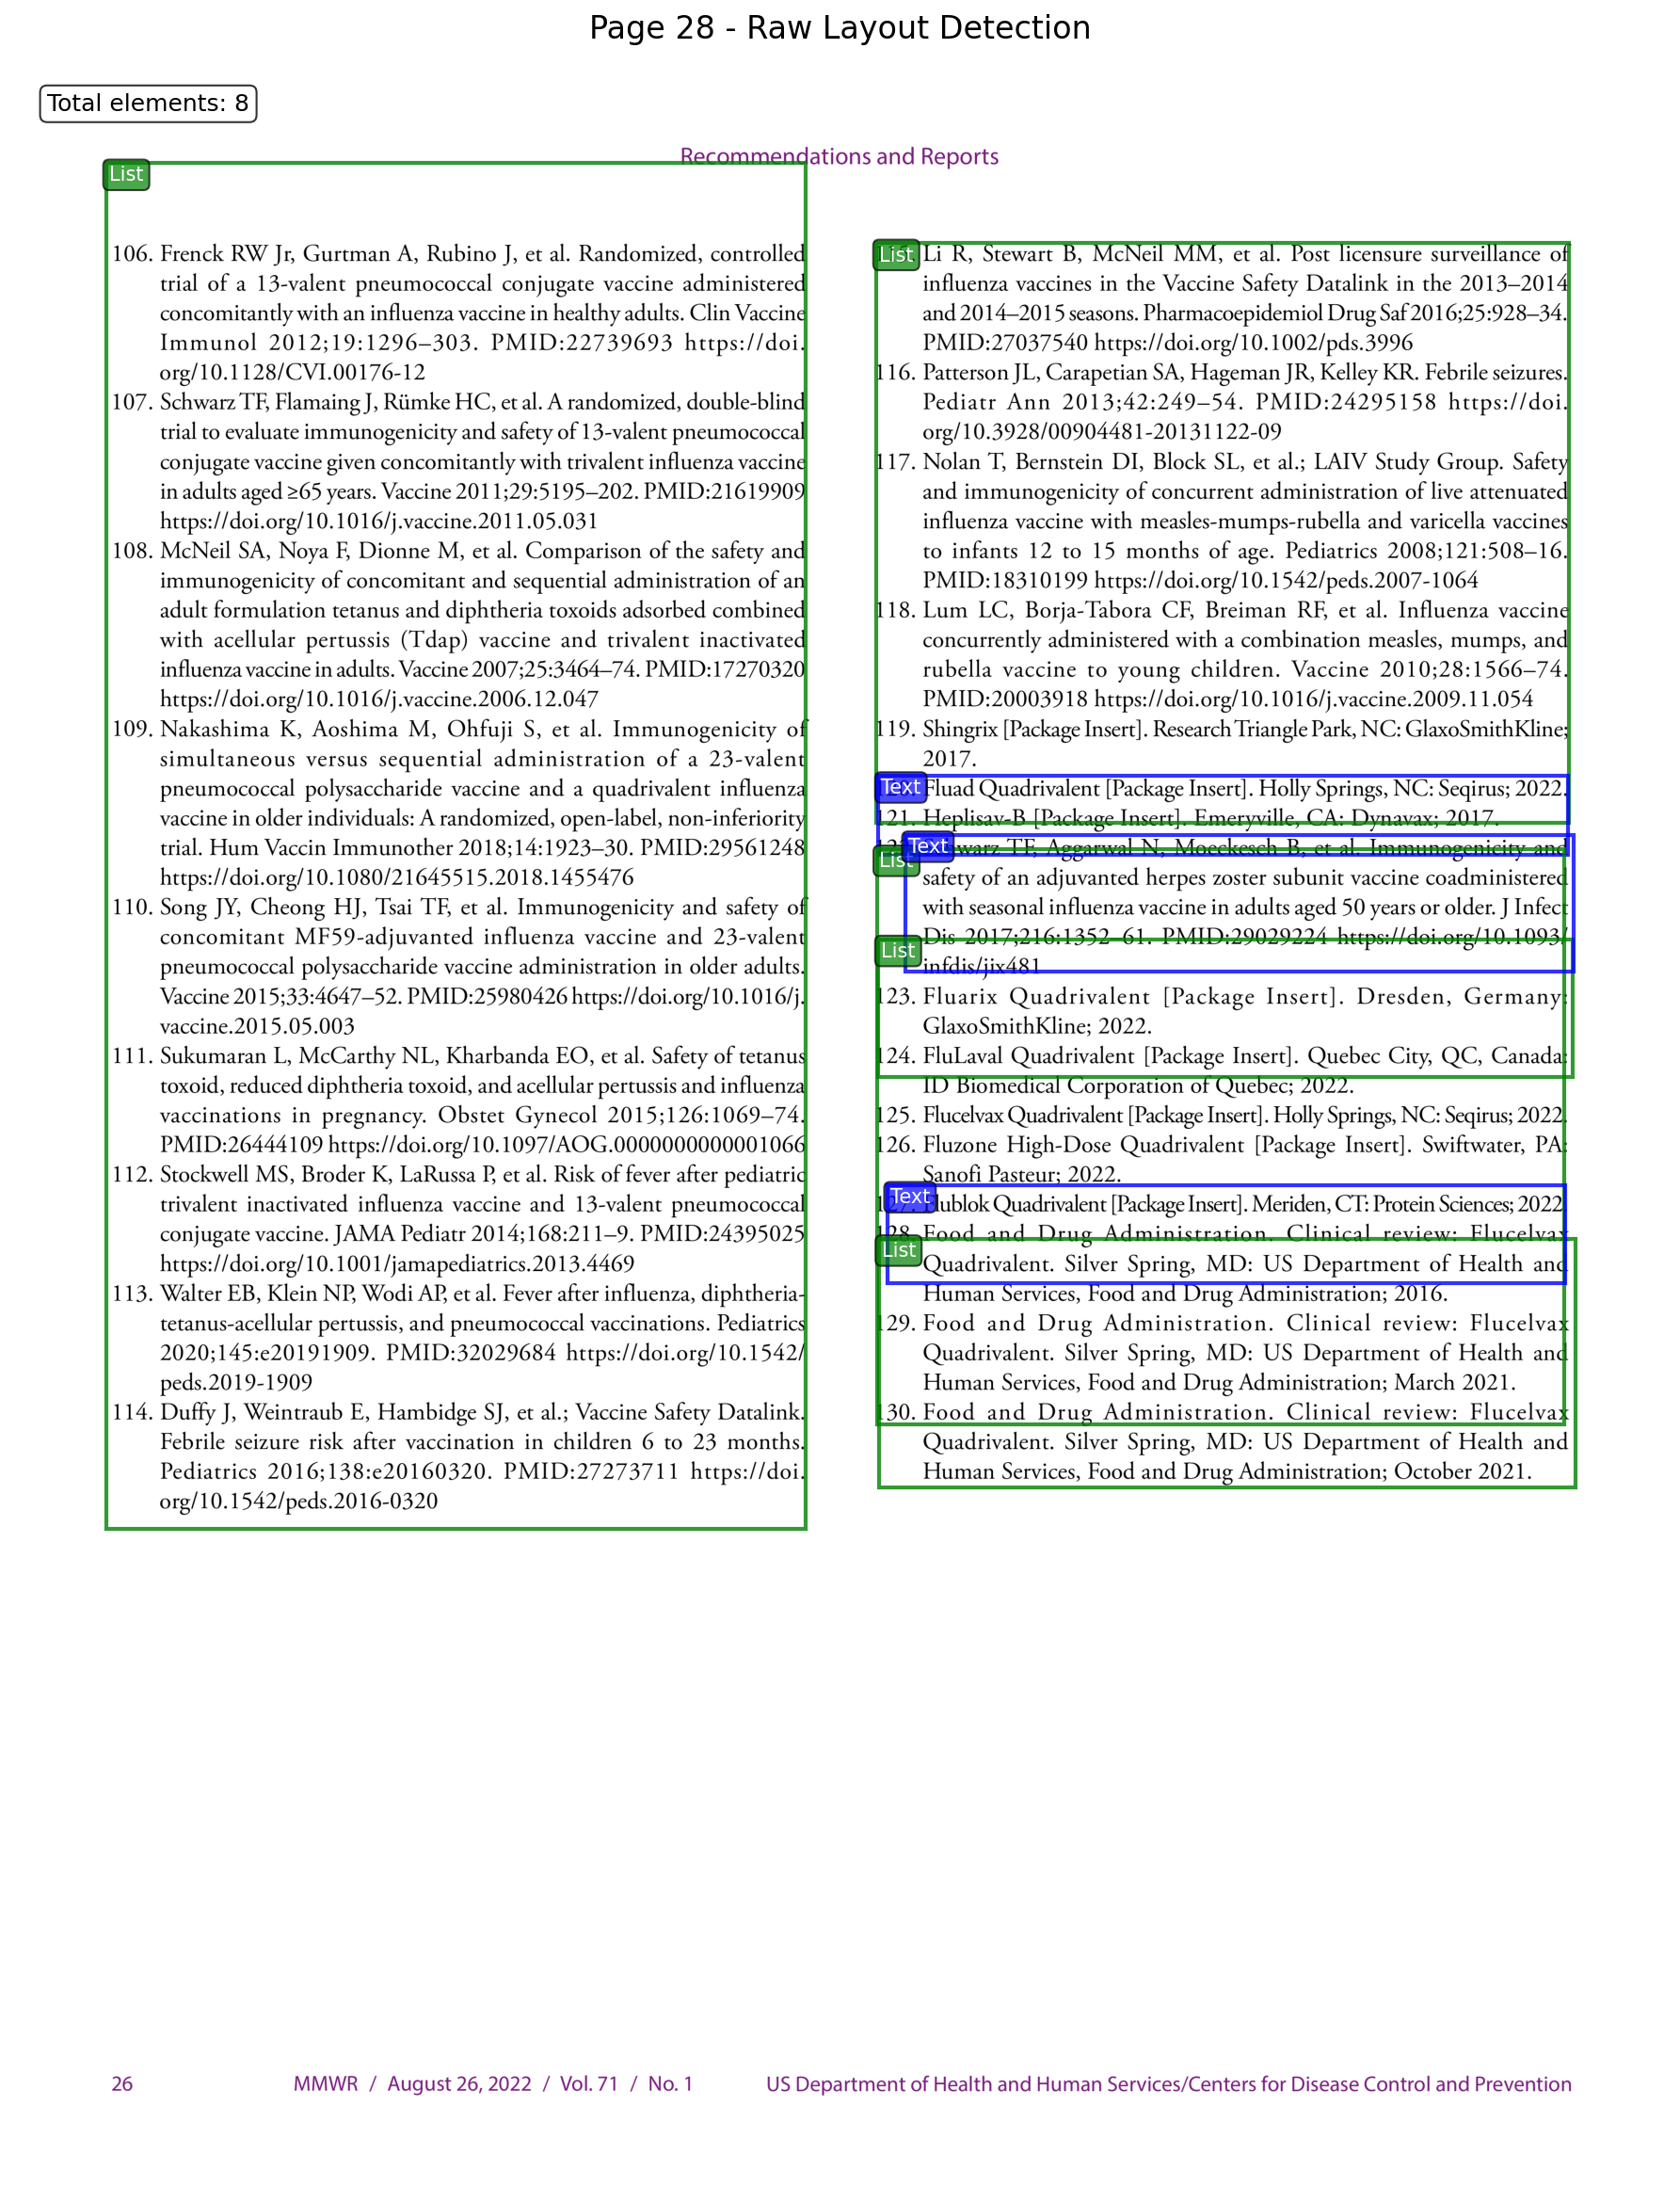 Page 28 - Raw Layout Detection
Total elements: 8
Recommendations and Reports
List
106. Frenck RW Jr, Gurtman A, Rubino J, et al. Randomized, controlled
trial of a 13-valent pneumococcal conjugate vaccine administered
concomitantly with an influenza vaccine in healthy adults. Clin Vaccine
Immunol 2012;19:1296–303. PMID:22739693 https://doi.
org/10.1128/CVI.00176-12
107. Schwarz TF, Flamaing J, Rümke HC, et al. A randomized, double-blind
trial to evaluate immunogenicity and safety of 13-valent pneumococcal
conjugate vaccine given concomitantly with trivalent influenza vaccine
in adults aged ≥65 years. Vaccine 2011;29:5195–202. PMID:21619909
https://doi.org/10.1016/j.vaccine.2011.05.031
108. McNeil SA, Noya F, Dionne M, et al. Comparison of the safety and
immunogenicity of concomitant and sequential administration of an
adult formulation tetanus and diphtheria toxoids adsorbed combined
with acellular pertussis (Tdap) vaccine and trivalent inactivated
influenza vaccine in adults. Vaccine 2007;25:3464–74. PMID:17270320
https://doi.org/10.1016/j.vaccine.2006.12.047
109. Nakashima K, Aoshima M, Ohfuji S, et al. Immunogenicity of
simultaneous versus sequential administration of a 23-valent
pneumococcal polysaccharide vaccine and a quadrivalent influenza
vaccine in older individuals: A randomized, open-label, non-inferiority
trial. Hum Vaccin Immunother 2018;14:1923–30. PMID:29561248
https://doi.org/10.1080/21645515.2018.1455476
110. Song JY, Cheong HJ, Tsai TF, et al. Immunogenicity and safety of
concomitant MF59-adjuvanted influenza vaccine and 23-valent
pneumococcal polysaccharide vaccine administration in older adults.
Vaccine 2015;33:4647–52. PMID:25980426 https://doi.org/10.1016/j.
vaccine.2015.05.003
111. Sukumaran L, McCarthy NL, Kharbanda EO, et al. Safety of tetanus
toxoid, reduced diphtheria toxoid, and acellular pertussis and influenza
vaccinations in pregnancy. Obstet Gynecol 2015;126:1069–74.
PMID:26444109 https://doi.org/10.1097/AOG.0000000000001066
112. Stockwell MS, Broder K, LaRussa P, et al. Risk of fever after pediatric
trivalent inactivated influenza vaccine and 13-valent pneumococcal
conjugate vaccine. JAMA Pediatr 2014;168:211–9. PMID:24395025
https://doi.org/10.1001/jamapediatrics.2013.4469
113. Walter EB, Klein NP, Wodi AP, et al. Fever after influenza, diphtheria-
tetanus-acellular pertussis, and pneumococcal vaccinations. Pediatrics
2020;145:e20191909. PMID:32029684 https://doi.org/10.1542/
peds.2019-1909
114. Duffy J, Weintraub E, Hambidge SJ, et al.; Vaccine Safety Datalink.
Febrile seizure risk after vaccination in children 6 to 23 months.
Pediatrics 2016;138:e20160320. PMID:27273711 https://doi.
org/10.1542/peds.2016-0320
List Li R, Stewart B, McNeil MM, et al. Post licensure surveillance of
influenza vaccines in the Vaccine Safety Datalink in the 2013–2014
and 2014–2015 seasons. Pharmacoepidemiol Drug Saf 2016;25:928–34.
PMID:27037540 https://doi.org/10.1002/pds.3996
116. Patterson JL, Carapetian SA, Hageman JR, Kelley KR. Febrile seizures.
Pediatr Ann 2013;42:249–54. PMID:24295158 https://doi.
org/10.3928/00904481-20131122-09
117. Nolan T, Bernstein DI, Block SL, et al.; LAIV Study Group. Safety
and immunogenicity of concurrent administration of live attenuated
influenza vaccine with measles-mumps-rubella and varicella vaccines
to infants 12 to 15 months of age. Pediatrics 2008;121:508–16.
PMID:18310199 https://doi.org/10.1542/peds.2007-1064
118. Lum LC, Borja-Tabora CF, Breiman RF, et al. Influenza vaccine
concurrently administered with a combination measles, mumps, and
rubella vaccine to young children. Vaccine 2010;28:1566–74.
PMID:20003918 https://doi.org/10.1016/j.vaccine.2009.11.054
119. Shingrix [Package Insert]. Research Triangle Park, NC: GlaxoSmithKline;
2017.
Text Fluad Quadrivalent [Package Insert]. Holly Springs, NC: Seqirus; 2022.
121. Heplisav-B [Package Insert]. Emeryville, CA: Dynavax; 2017.
Text TF, Aggarwal N, Moeckesch B, et al. Immunogenicity and
List
safety of an adjuvanted herpes zoster subunit vaccine coadministered
with seasonal influenza vaccine in adults aged 50 years or older. J Infect
Dis 2017;216:1352–61. PMID:29029224 https://doi.org/10.1093/
List
infdis/jix481
123. Fluarix Quadrivalent [Package Insert]. Dresden, Germany:
GlaxoSmithKline; 2022.
124. FluLaval Quadrivalent [Package Insert]. Quebec City, QC, Canada:
ID Biomedical Corporation of Quebec; 2022.
125. Flucelvax Quadrivalent [Package Insert]. Holly Springs, NC: Seqirus; 2022.
126. Fluzone High-Dose Quadrivalent [Package Insert]. Swiftwater, PA:
Sanofi Pasteur; 2022.
Text
127. Flublok Quadrivalent [Package Insert]. Meriden, CT: Protein Sciences; 2022.
128. Food and Drug Administration. Clinical review: Flucelvax
List
Quadrivalent. Silver Spring, MD: US Department of Health and
Human Services, Food and Drug Administration; 2016.
129. Food and Drug Administration. Clinical review: Flucelvax
Quadrivalent. Silver Spring, MD: US Department of Health and
Human Services, Food and Drug Administration; March 2021.
130. Food and Drug Administration. Clinical review: Flucelvax
Quadrivalent. Silver Spring, MD: US Department of Health and
Human Services, Food and Drug Administration; October 2021.
26 MMWR / August 26, 2022 / Vol. 71 / No. 1 US Department of Health and Human Services/Centers for Disease Control and Prevention